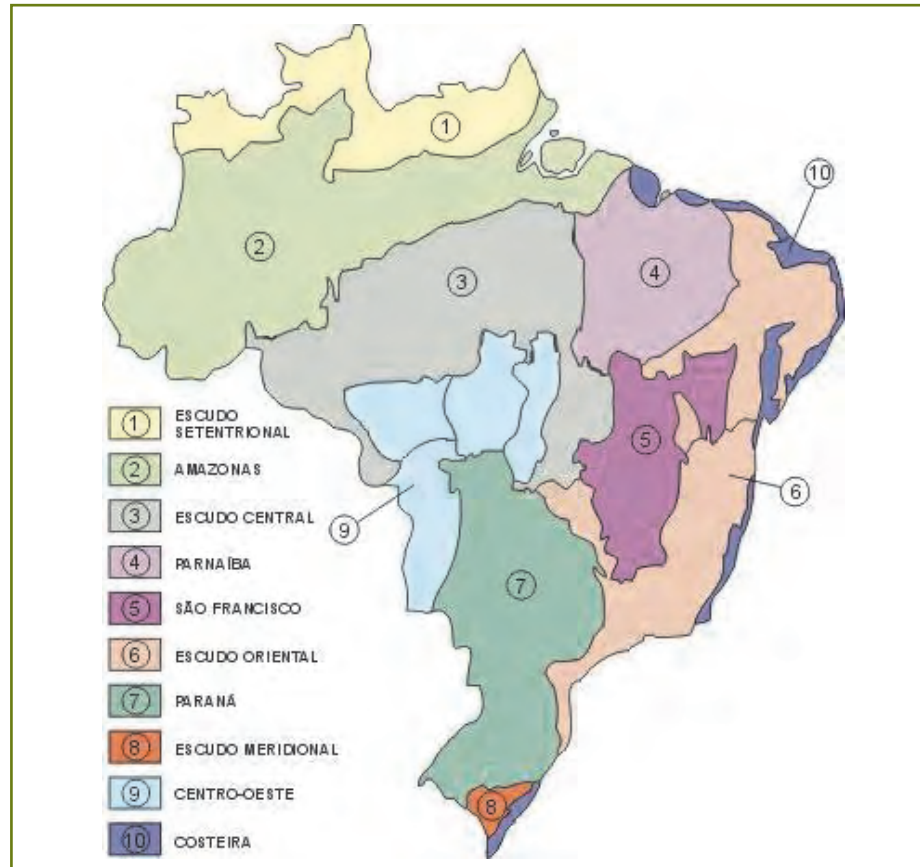 1
10
2
3
4
5
6
9
7
8
1 ESCUDO
SETENTRIONAL
2 AMAZONAS
3 ESCUDO CENTRAL
4 PARNAÍBA
5 SÃO FRANCISCO
6 ESCUDO ORIENTAL
7 PARANÁ
8 ESCUDO MERIDIONAL
9 CENTRO-OESTE
10 COSTEIRA